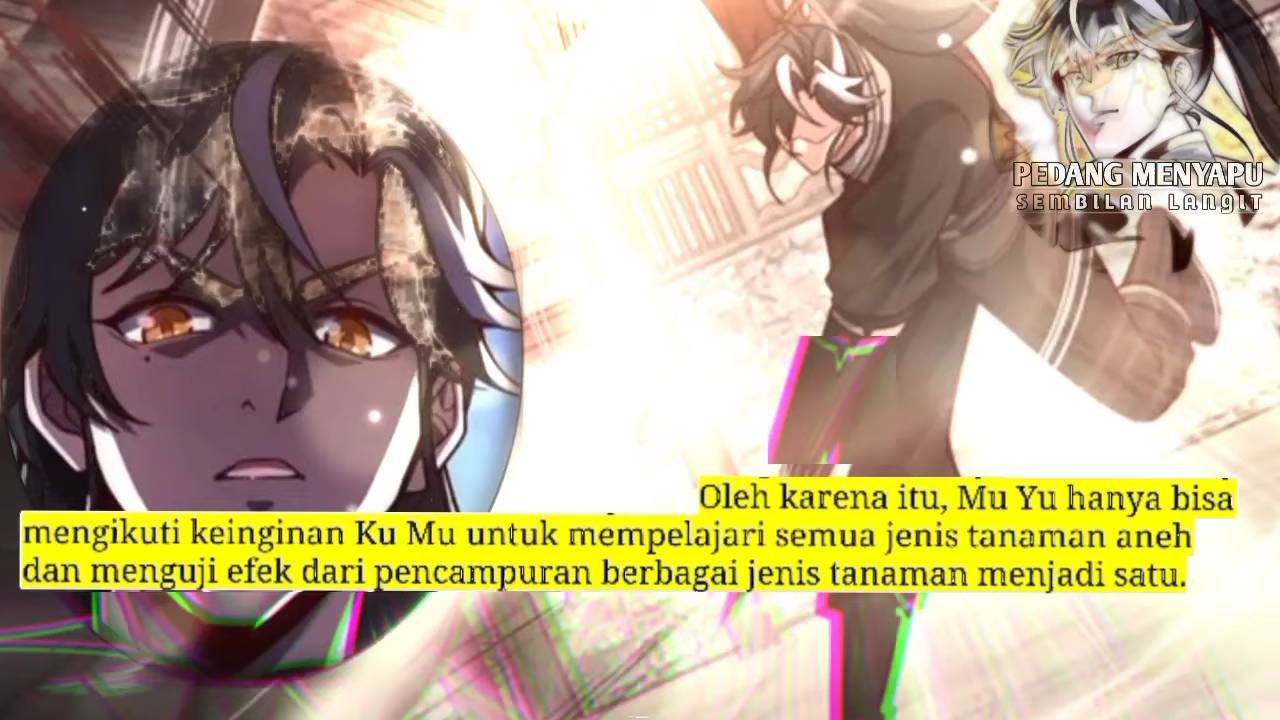 PEDANG MENYAPU
SEMBILAN LANGIT
Oleh karena itu, Mu Yu hanya bisa
mengikuti keinginan Ku Mu untuk mempelajari semua jenis tanaman aneh
dan menguji efek dari pencampuran berbagai jenis tanaman menjadi satu.